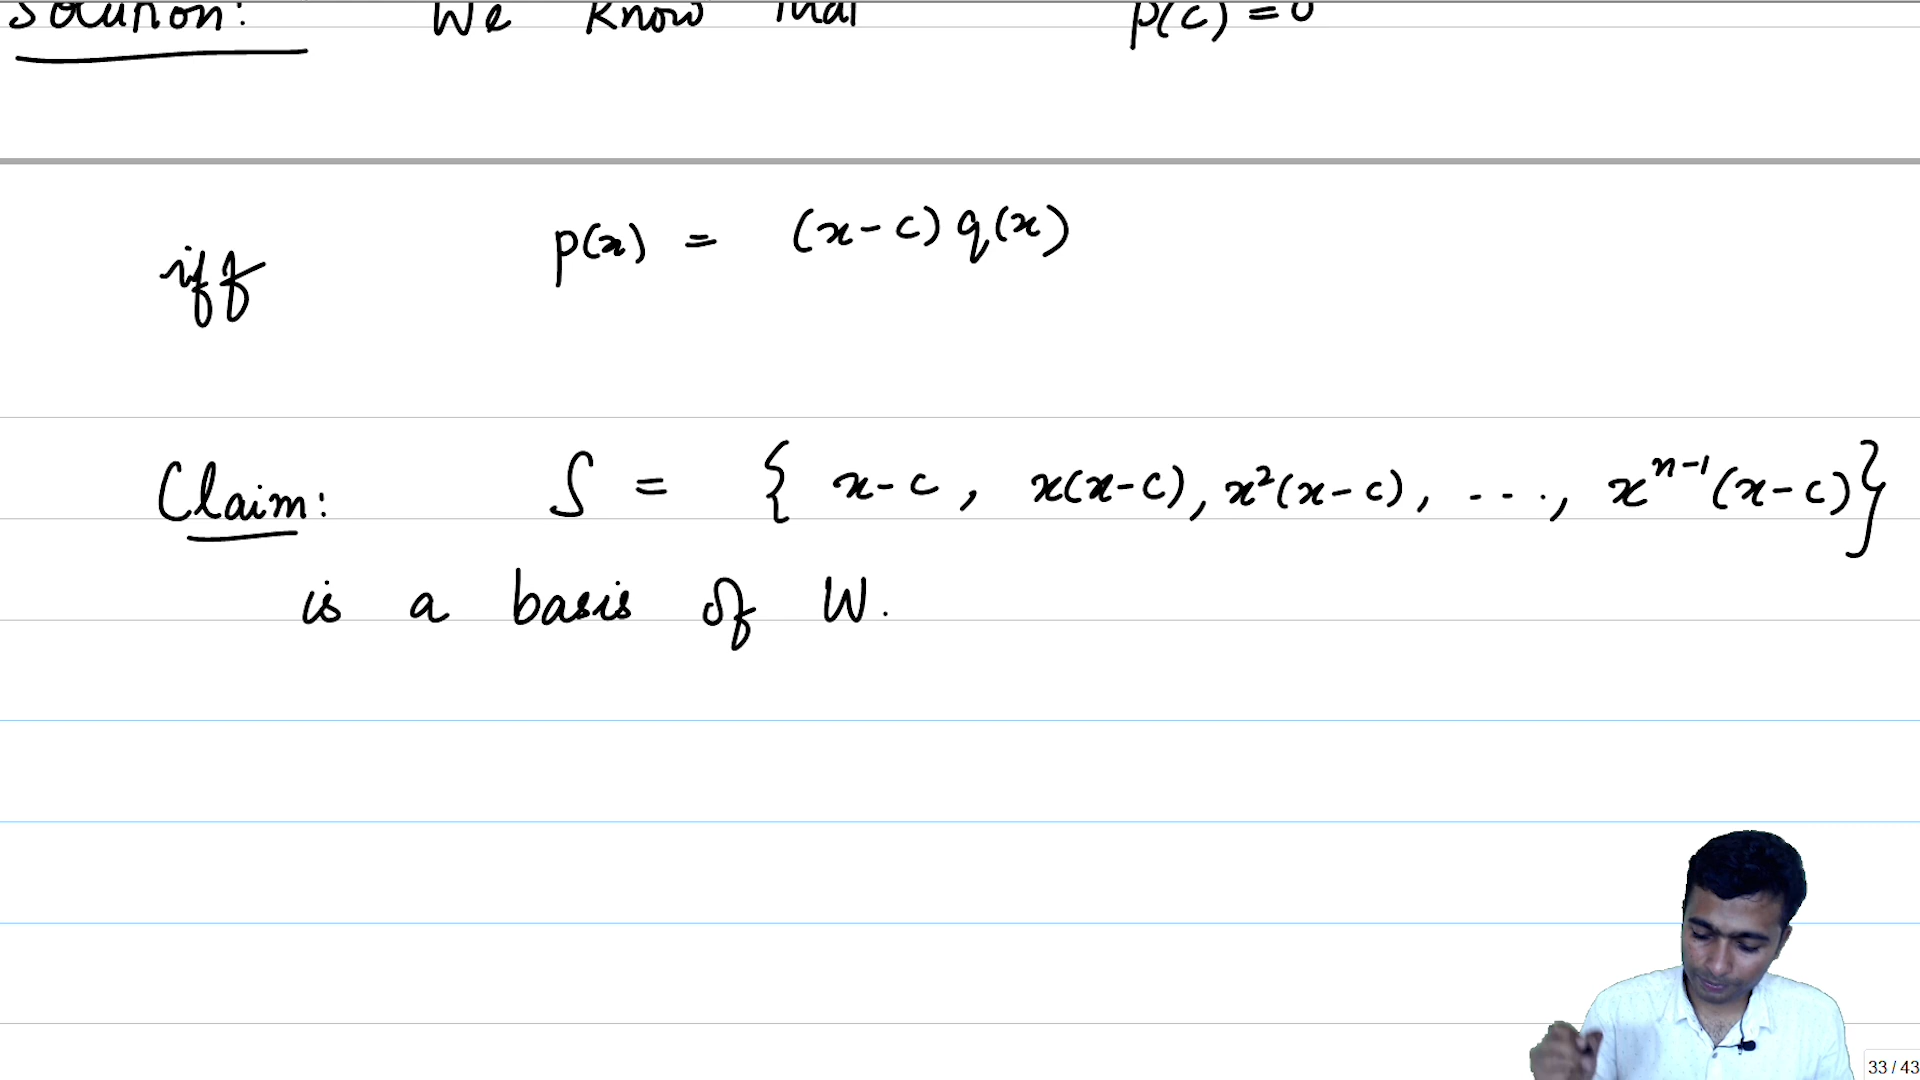 Solution: We know that p(c) = 0
iff p(x) = (x-c) q(x)
Claim: S = { x-c, x(x-c), x²(x-c), ..., xⁿ⁻¹(x-c)}
is a basis of W.
33 / 43